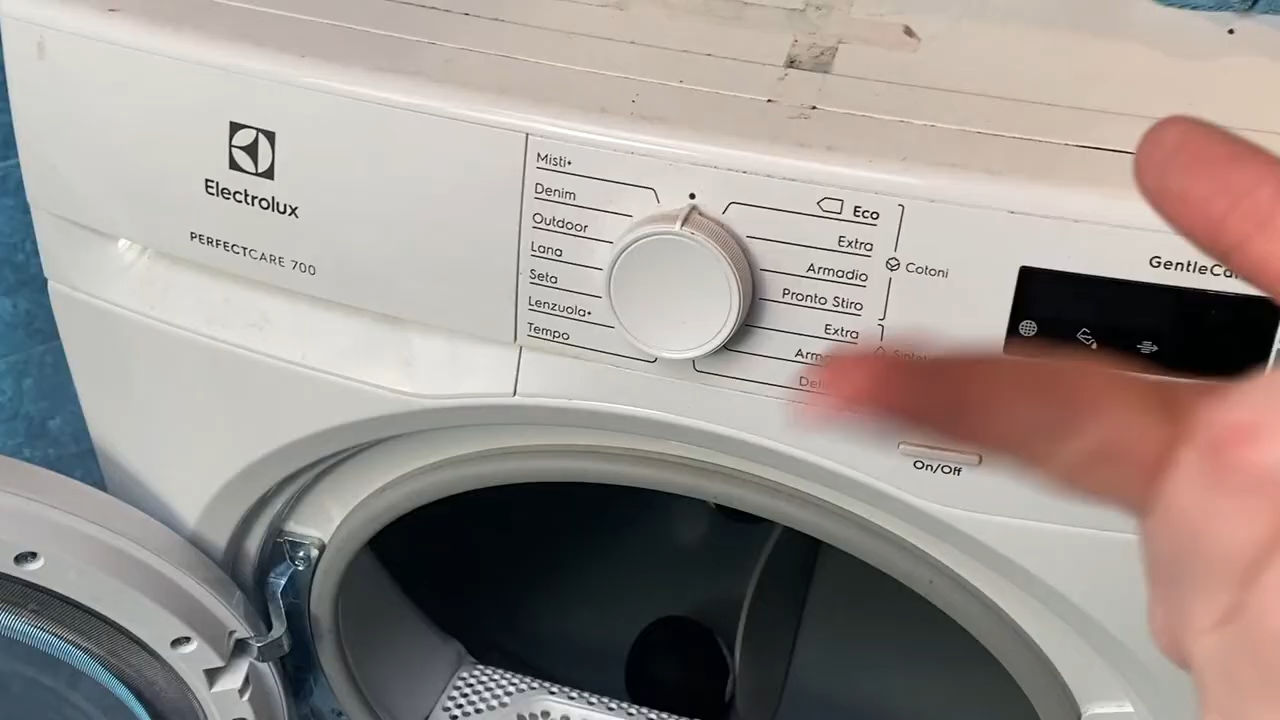 Electrolux
PERFECTCARE 700
Misti+
Denim
Outdoor
Lana
Seta
Lenzuola+
Tempo
Eco
Extra
Armadio
Pronto Stiro
Cotoni
Extra
On/Off